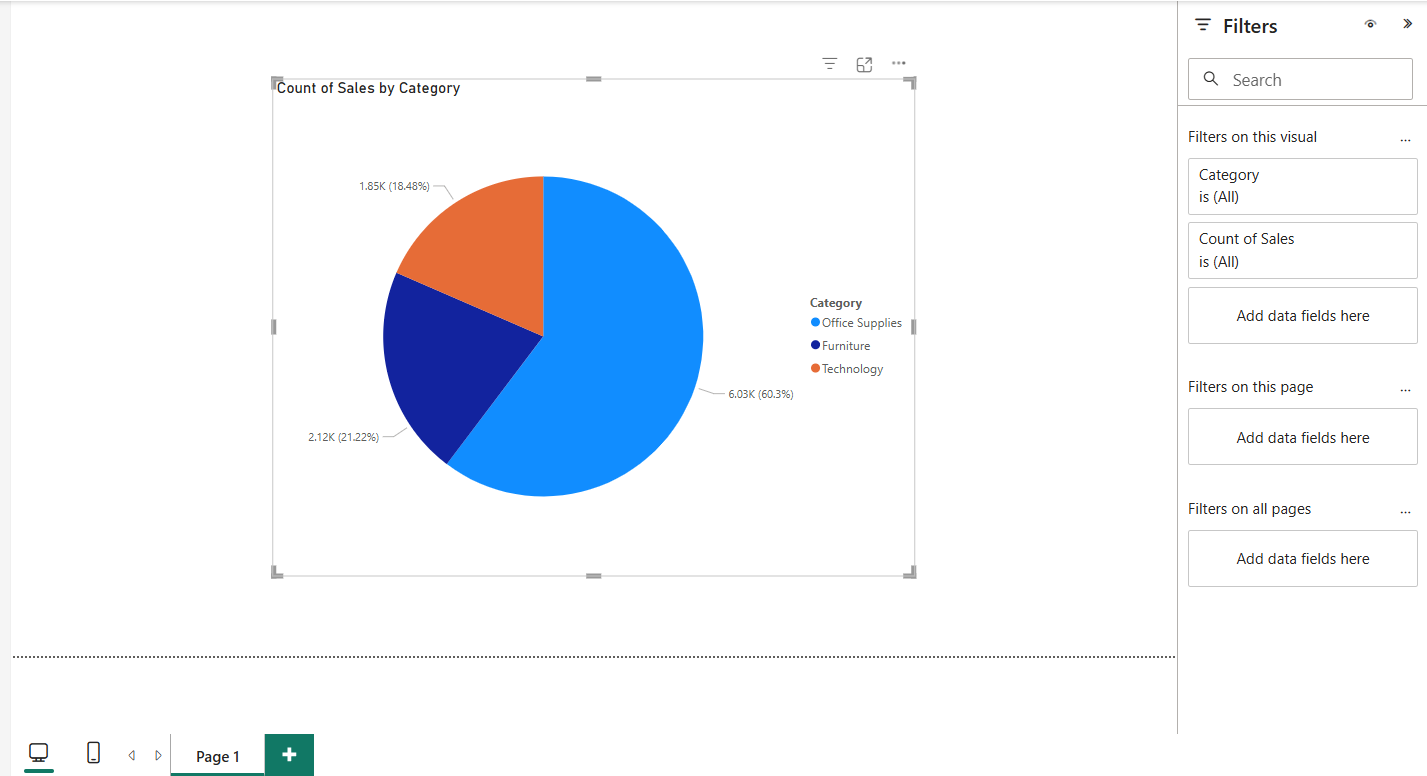 Count of Sales by Category
1.85K (18.48%)
2.12K (21.22%)
6.03K (60.3%)
Category
Office Supplies
Furniture
Technology
Filters
Search
Filters on this visual
...
Category
is (All)
Count of Sales
is (All)
Add data fields here
Filters on this page
...
Add data fields here
Filters on all pages
...
Add data fields here
Page 1